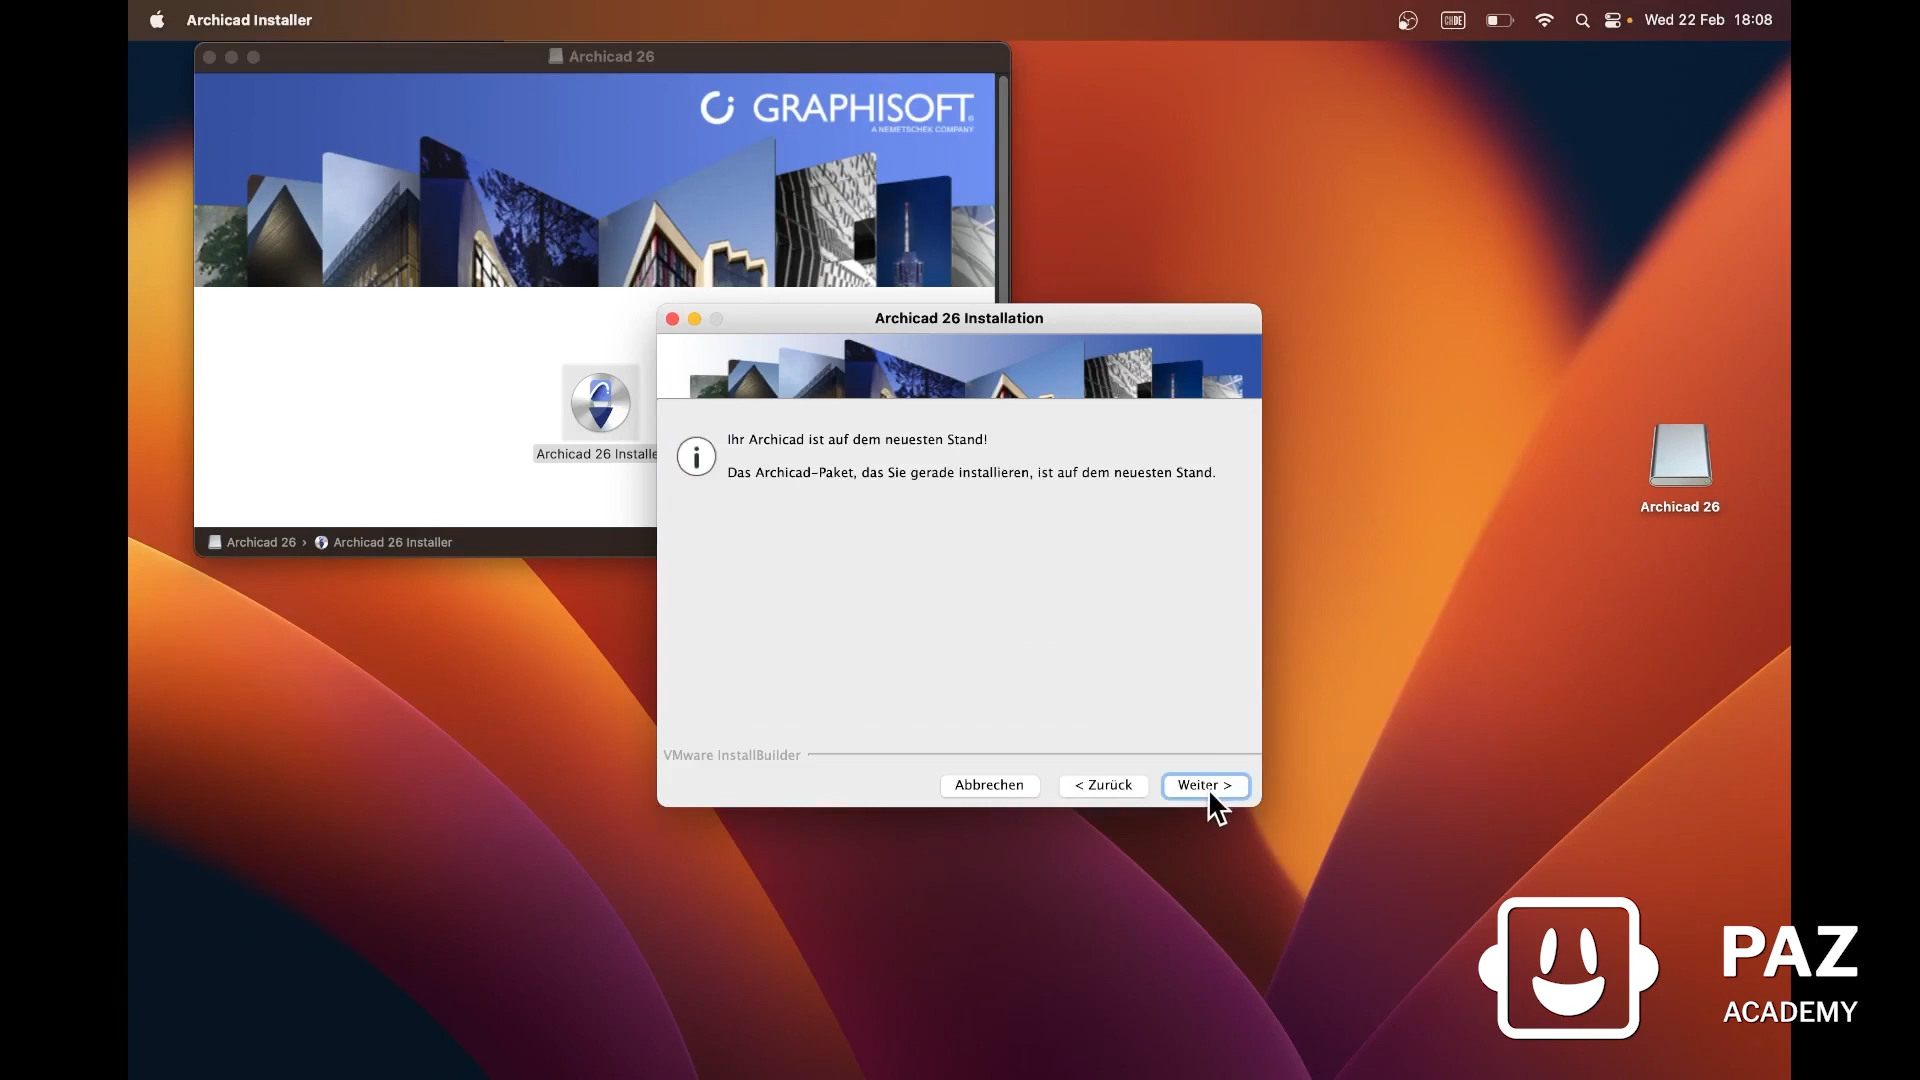 Archicad Installer
CHDE
Wed 22 Feb 18:08
Archicad 26
GRAPHISOFT
A NEMETSCHEK COMPANY
Archicad 26 Installe
Archicad 26 › Archicad 26 Installer
Archicad 26 Installation
Ihr Archicad ist auf dem neuesten Stand!
Das Archicad-Paket, das Sie gerade installieren, ist auf dem neuesten Stand.
VMware InstallBuilder
Abbrechen
< Zurück
Weiter >
Archicad 26
PAZ
ACADEMY